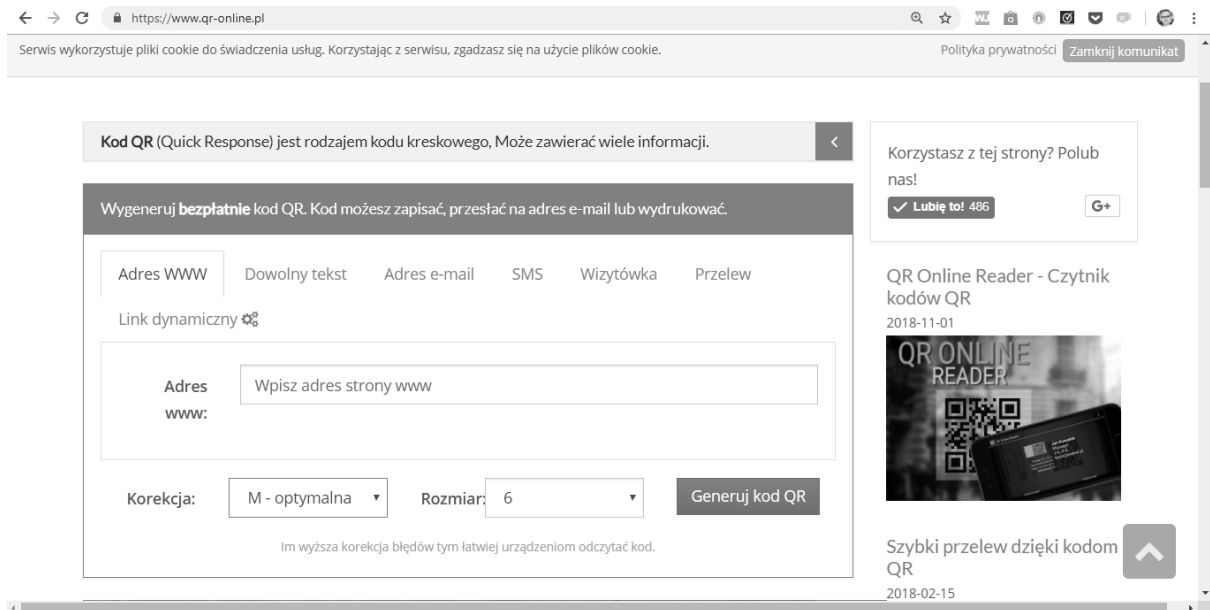 https://www.qr-online.pl
Serwis wykorzystuje pliki cookie do świadczenia usług. Korzystając z serwisu, zgadzasz się na użycie plików cookie.
Polityka prywatności
Zamknij komunikat
Kod QR (Quick Response) jest rodzajem kodu kreskowego, Może zawierać wiele informacji.
Wygeneruj bezpłatnie kod QR. Kod możesz zapisać, przesłać na adres e-mail lub wydrukować.
Adres WWW
Dowolny tekst
Adres e-mail
SMS
Wizytówka
Przelew
Link dynamiczny
Adres
www:
Wpisz adres strony www
Korekcja:
M - optymalna
Rozmiar:
6
Generuj kod QR
Im wyższa korekcja błędów tym łatwiej urządzeniom odczytać kod.
Korzystasz z tej strony? Polub
nas!
Lubię to! 486
G+
QR Online Reader - Czytnik
kodów QR
2018-11-01
QR ONLINE
READER
Szybki przelew dzięki kodom
QR
2018-02-15